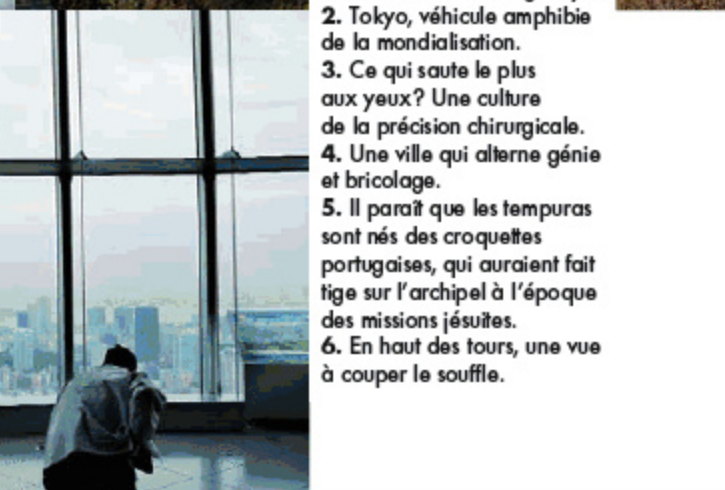 2. Tokyo, véhicule amphibie
de la mondialisation.
3. Ce qui saute le plus
aux yeux? Une culture
de la précision chirurgicale.
4. Une ville qui alterne génie
et bricolage.
5. Il paraît que les tempuras
sont nés des croquettes
portugaises, qui auraient fait
tige sur l'archipel à l'époque
des missions jésuites.
6. En haut des tours, une vue
à couper le souffle.